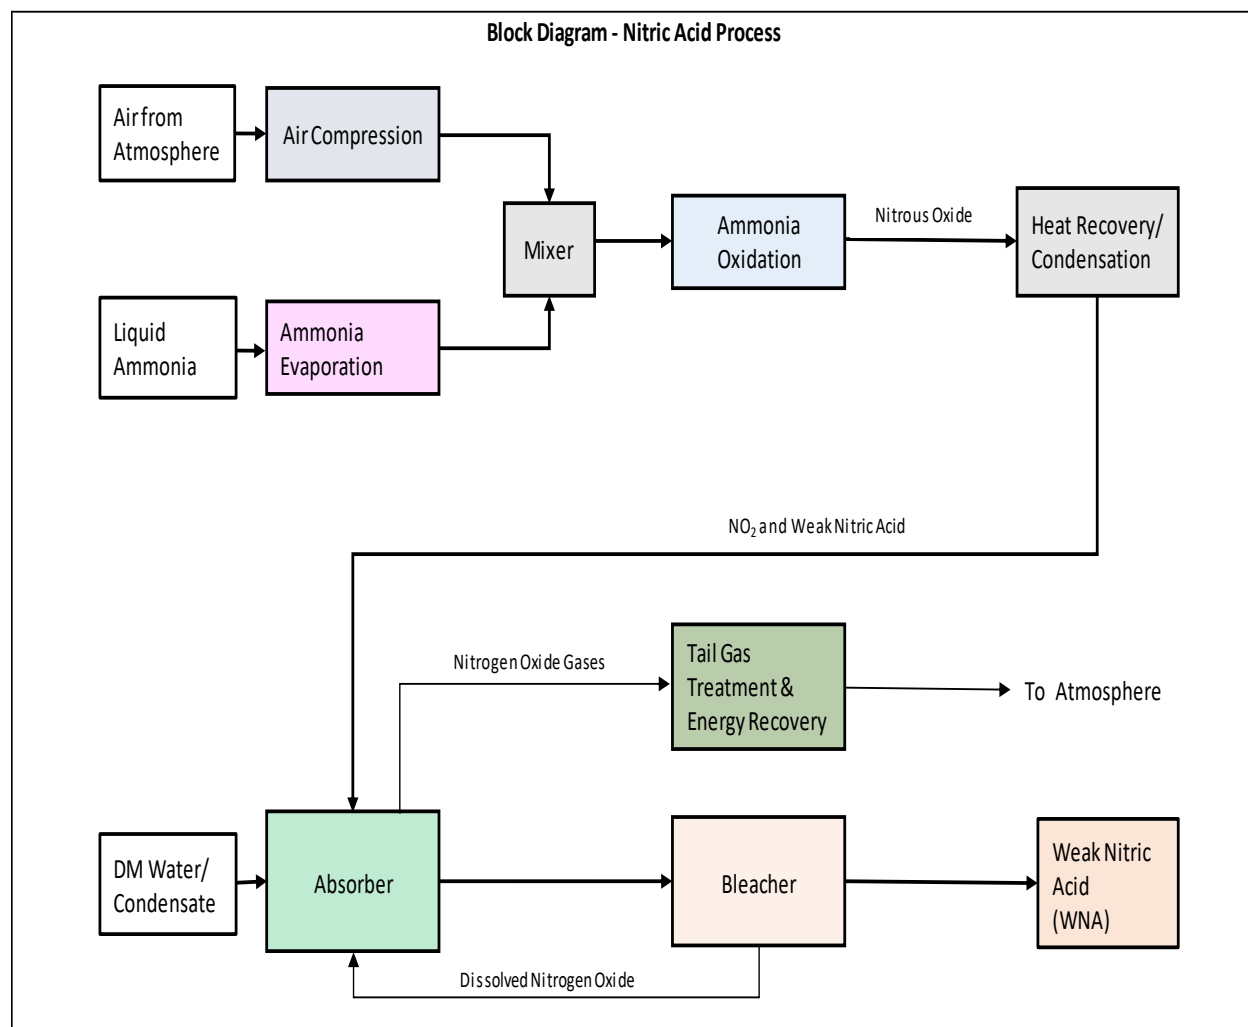 Block Diagram - Nitric Acid Process
Air from
Atmosphere
Air Compression
Mixer
Ammonia
Oxidation
Nitrous Oxide
Heat Recovery/
Condensation
Liquid
Ammonia
Ammonia
Evaporation
NO₂ and Weak Nitric Acid
Nitrogen Oxide Gases
Tail Gas
Treatment &
Energy Recovery
To Atmosphere
DM Water/
Condensate
Absorber
Bleacher
Weak Nitric
Acid
(WNA)
Dissolved Nitrogen Oxide